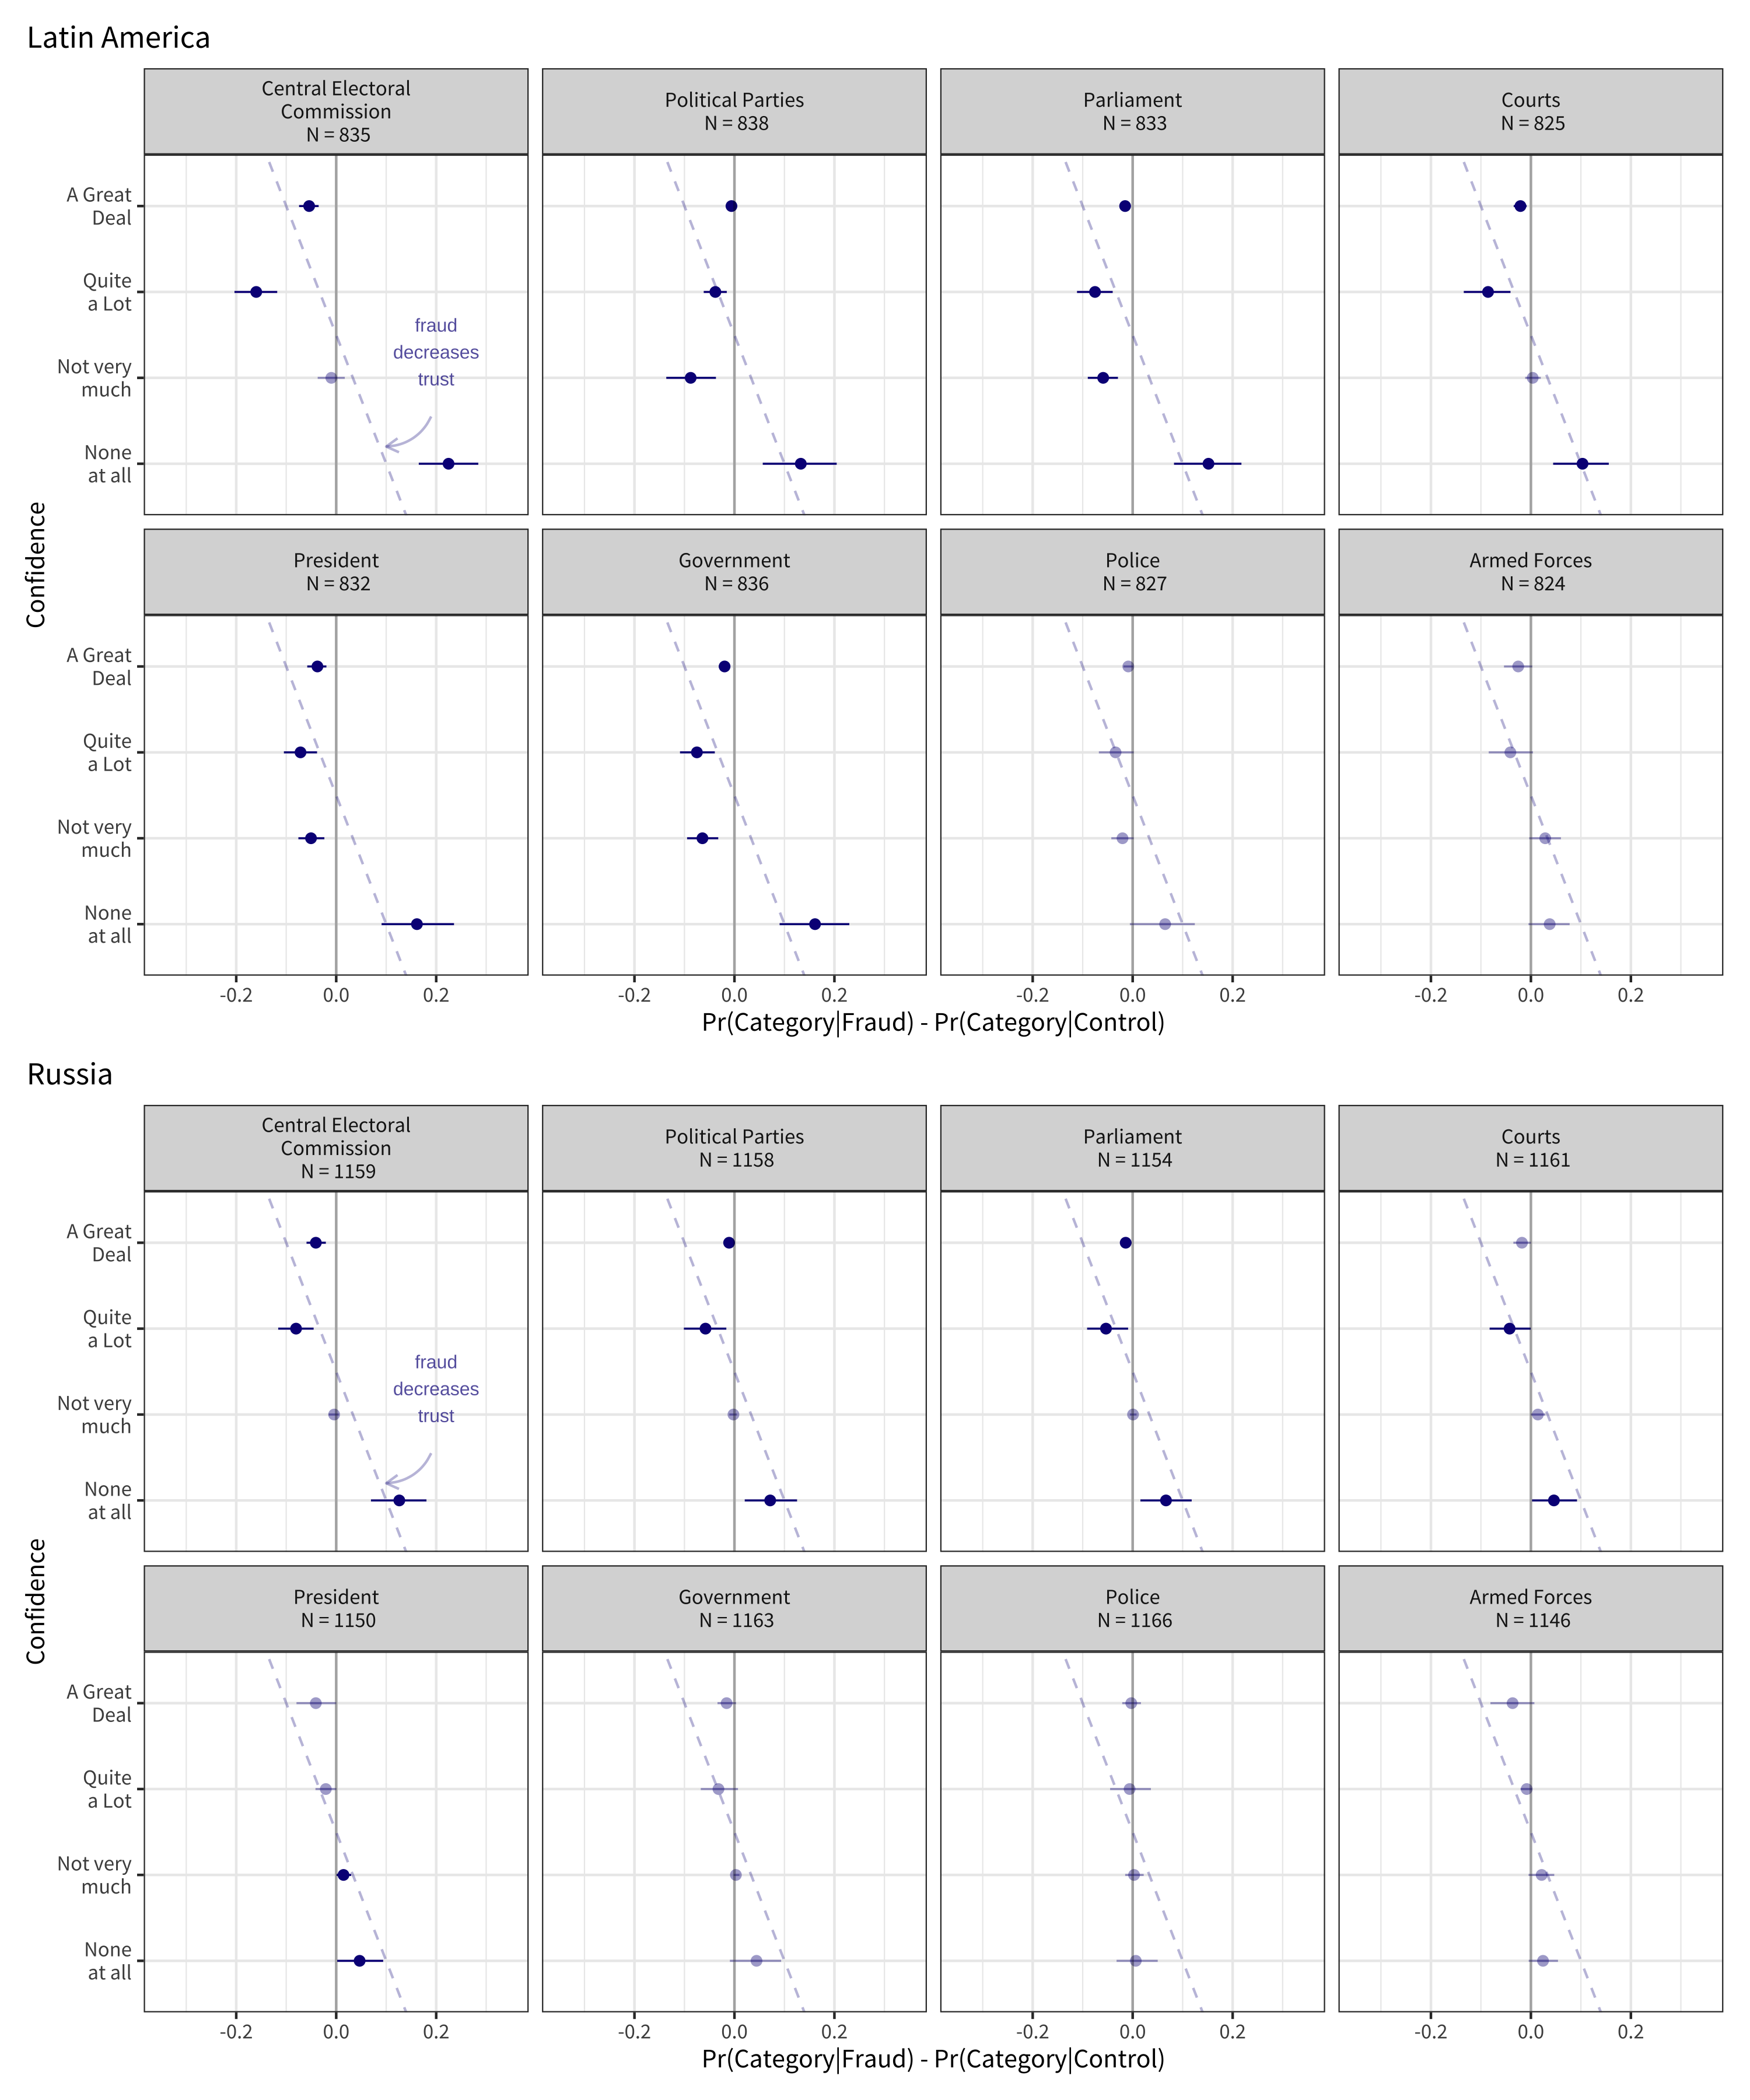 Latin America
Central Electoral
Commission
N = 835
Political Parties
N = 838
Parliament
N = 833
Courts
N = 825
A Great
Deal
Quite
a Lot
Not very
much
None
at all
fraud
decreases
trust
Confidence
President
N = 832
Government
N = 836
Police
N = 827
Armed Forces
N = 824
A Great
Deal
Quite
a Lot
Not very
much
None
at all
-0.2 0.0 0.2
-0.2 0.0 0.2
-0.2 0.0 0.2
-0.2 0.0 0.2
Pr(Category|Fraud) - Pr(Category|Control)
Russia
Central Electoral
Commission
N = 1159
Political Parties
N = 1158
Parliament
N = 1154
Courts
N = 1161
A Great
Deal
Quite
a Lot
Not very
much
None
at all
fraud
decreases
trust
Confidence
President
N = 1150
Government
N = 1163
Police
N = 1166
Armed Forces
N = 1146
A Great
Deal
Quite
a Lot
Not very
much
None
at all
-0.2 0.0 0.2
-0.2 0.0 0.2
-0.2 0.0 0.2
-0.2 0.0 0.2
Pr(Category|Fraud) - Pr(Category|Control)